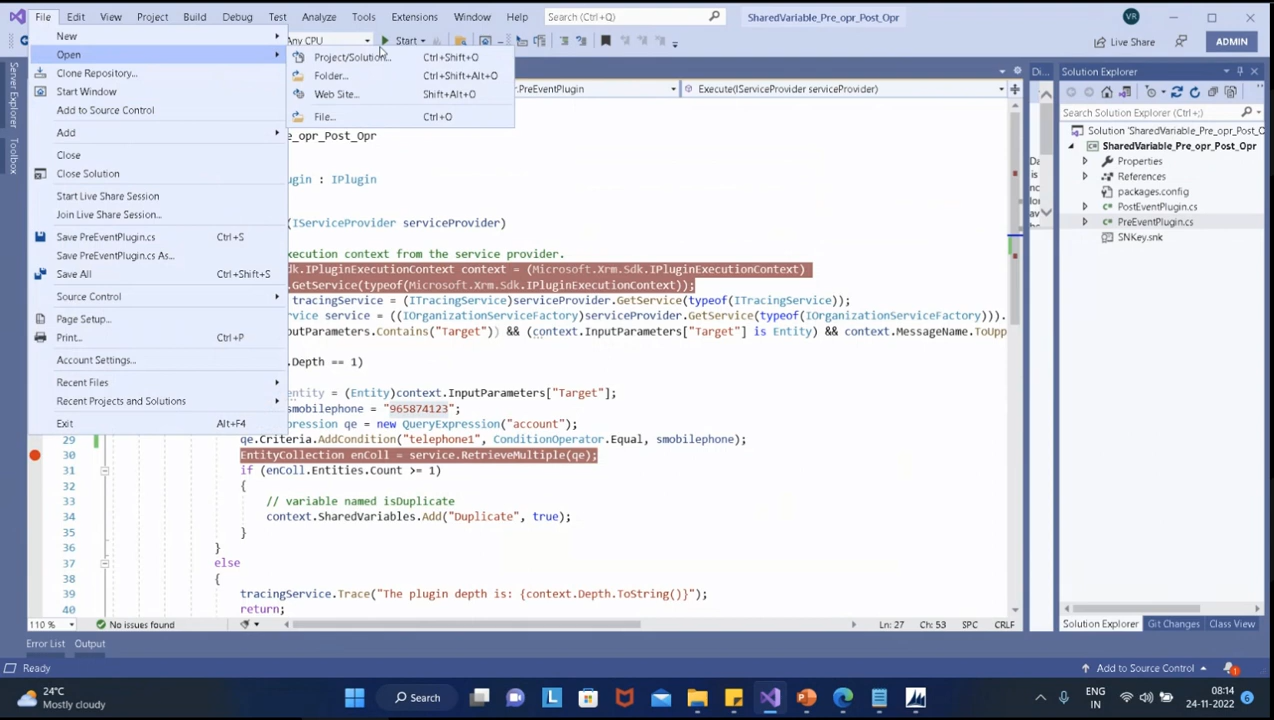 File Edit View Project Build Debug Test Analyze Tools Extensions Window Help Search (Ctrl+Q) SharedVariable_Pre_opr_Post_Opr VR
Any CPU Start Live Share ADMIN
New
Open
Clone Repository...
Start Window
Add to Source Control
Add
Close
Close Solution
Start Live Share Session
Join Live Share Session...
Save PreEventPlugin.cs Ctrl+S
Save PreEventPlugin.cs As...
Save All Ctrl+Shift+S
Source Control
Page Setup...
Print... Ctrl+P
Account Settings...
Recent Files
Recent Projects and Solutions
Exit Alt+F4
Project/Solution... Ctrl+Shift+O
Folder... Ctrl+Shift+Alt+O
Web Site... Shift+Alt+O
File... Ctrl+O
Server Explorer
Toolbox
.PreEventPlugin Execute(IServiceProvider serviceProvider)
e_opr_Post_Opr
ugin : IPlugin
(IServiceProvider serviceProvider)
execution context from the service provider.
dk.IPluginExecutionContext context = (Microsoft.Xrm.Sdk.IPluginExecutionContext)
.GetService(typeof(Microsoft.Xrm.Sdk.IPluginExecutionContext));
tracingService = (ITracingService)serviceProvider.GetService(typeof(ITracingService));
Service service = ((IOrganizationServiceFactory)serviceProvider.GetService(typeof(IOrganizationServiceFactory))).
nputParameters.Contains("Target")) && (context.InputParameters["Target"] is Entity) && context.MessageName.ToUpp
.Depth == 1)
entity = (Entity)context.InputParameters["Target"];
smobilephone = "965874123";
pression qe = new QueryExpression("account");
29 qe.Criteria.AddCondition("telephone1", ConditionOperator.Equal, smobilephone);
30 EntityCollection enColl = service.RetrieveMultiple(qe);
31 if (enColl.Entities.Count >= 1)
32 {
33 // variable named isDuplicate
34 context.SharedVariables.Add("Duplicate", true);
35 }
36 }
37 else
38 {
39 tracingService.Trace("The plugin depth is: {context.Depth.ToString()}");
40 return;
110 % No issues found Ln: 27 Ch: 53 SPC CRLF
Di...
Solution Explorer
Search Solution Explorer (Ctrl+;)
Solution 'SharedVariable_Pre_opr_Post_O
SharedVariable_Pre_opr_Post_Opr
Properties
References
packages.config
PostEventPlugin.cs
PreEventPlugin.cs
SNKey.snk
Solution Explorer Git Changes Class View
Error List Output
Ready Add to Source Control 1
24°C
Mostly cloudy
Search
ENG
IN
08:14
24-11-2022
6